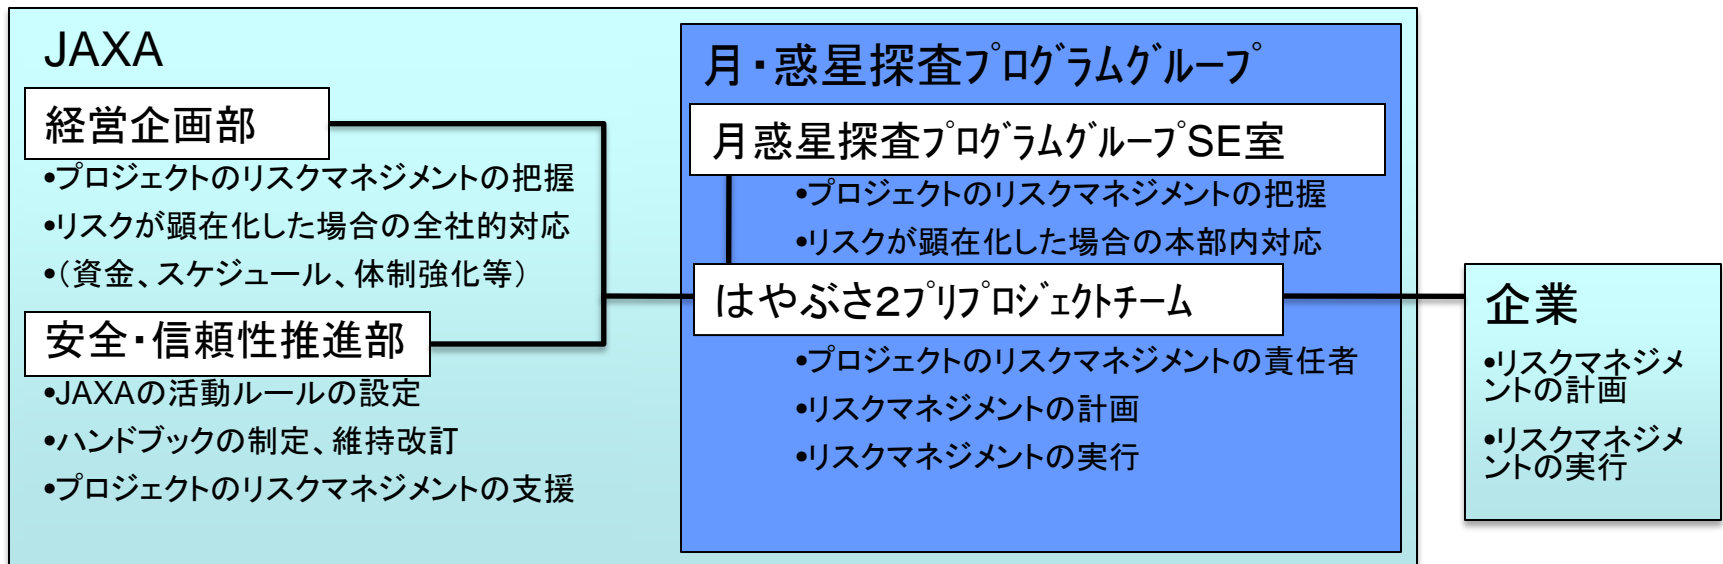 JAXA
経営企画部
•プロジェクトのリスクマネジメントの把握
•リスクが顕在化した場合の全社的対応
•（資金、スケジュール、体制強化等）
安全・信頼性推進部
•JAXAの活動ルールの設定
•ハンドブックの制定、維持改訂
•プロジェクトのリスクマネジメントの支援
月・惑星探査ﾌﾟﾛｸﾞﾗﾑｸﾞﾙｰﾌﾟ
月惑星探査ﾌﾟﾛｸﾞﾗﾑｸﾞﾙｰﾌﾟSE室
•プロジェクトのリスクマネジメントの把握
•リスクが顕在化した場合の本部内対応
はやぶさ２ﾌﾟﾘﾌﾟﾛｼﾞｪｸﾄﾁｰﾑ
•プロジェクトのリスクマネジメントの責任者
•リスクマネジメントの計画
•リスクマネジメントの実行
企業
•リスクマネジメ
ントの計画
•リスクマネジメ
ントの実行